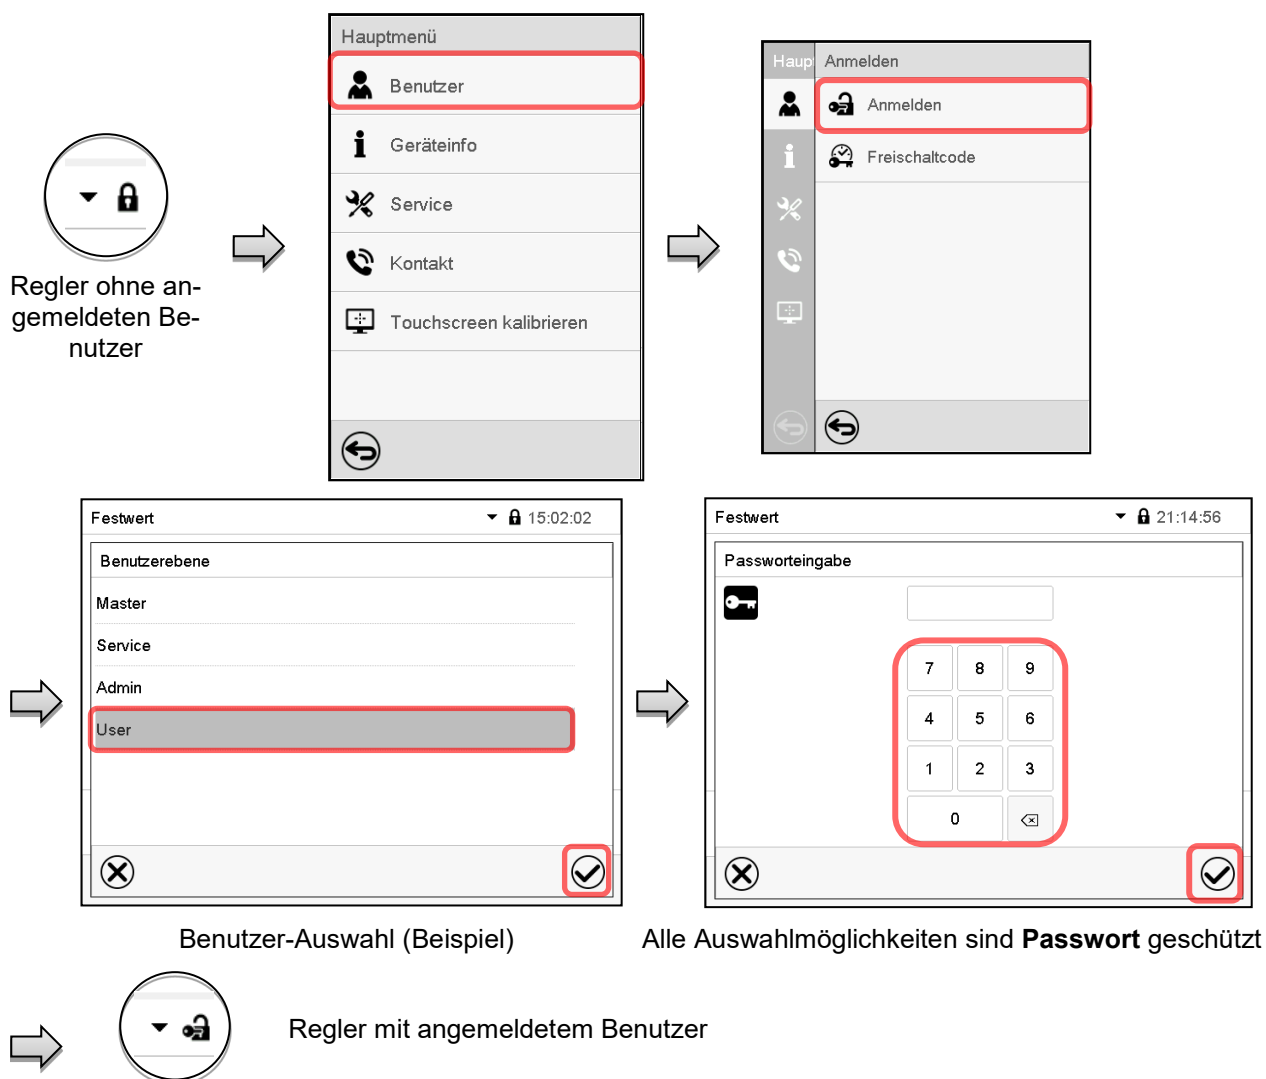 Hauptmenü
Benutzer
Geräteinfo
Service
Kontakt
Touchscreen kalibrieren
Haup
Anmelden
Anmelden
Freischaltcode
Regler ohne an-
gemeldeten Be-
nutzer
Festwert 15:02:02
Benutzerebene
Master
Service
Admin
User
Festwert 21:14:56
Passworteingabe
7 8 9
4 5 6
1 2 3
0
Benutzer-Auswahl (Beispiel)
Alle Auswahlmöglichkeiten sind Passwort geschützt
Regler mit angemeldetem Benutzer